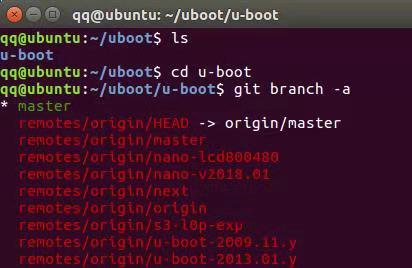 qq@ubuntu: ~/uboot/u-boot
qq@ubuntu:~/uboot$ ls
u-boot
qq@ubuntu:~/uboot$ cd u-boot
qq@ubuntu:~/uboot/u-boot$ git branch -a
* master
remotes/origin/HEAD -> origin/master
remotes/origin/master
remotes/origin/nano-lcd800480
remotes/origin/nano-v2018.01
remotes/origin/next
remotes/origin/origin
remotes/origin/s3-l0p-exp
remotes/origin/u-boot-2009.11.y
remotes/origin/u-boot-2013.01.y